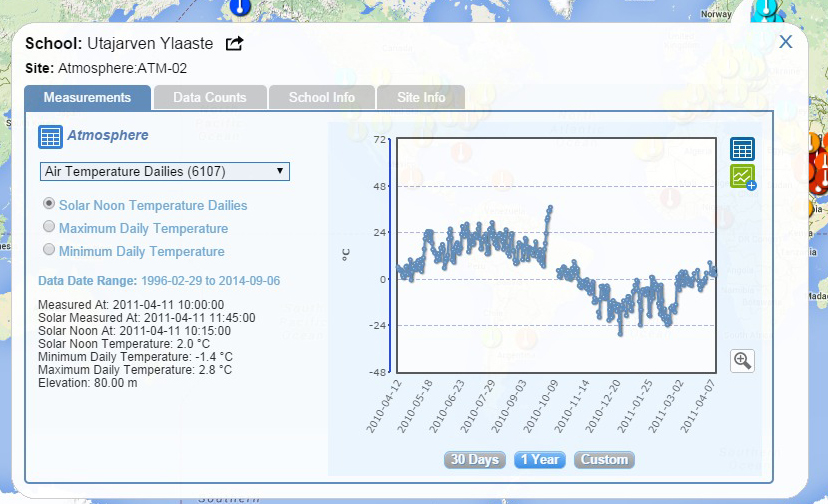 Norway
School: Utajarven Ylaaste
Site: Atmosphere:ATM-02
Measurements
Data Counts
School Info
Site Info
Atmosphere
Air Temperature Dailies (6107)
Solar Noon Temperature Dailies
Maximum Daily Temperature
Minimum Daily Temperature
Data Date Range: 1996-02-29 to 2014-09-06
Measured At: 2011-04-11 10:00:00
Solar Measured At: 2011-04-11 11:45:00
Solar Noon At: 2011-04-11 10:15:00
Solar Noon Temperature: 2.0 °C
Minimum Daily Temperature: -1.4 °C
Maximum Daily Temperature: 2.8 °C
Elevation: 80.00 m
72
48
24
0
-24
-48
°C
2010-04-12
2010-05-18
2010-06-23
2010-07-29
2010-09-03
2010-10-09
2010-11-14
2010-12-20
2011-01-25
2011-03-02
2011-04-07
30 Days
1 Year
Custom
X
Southern